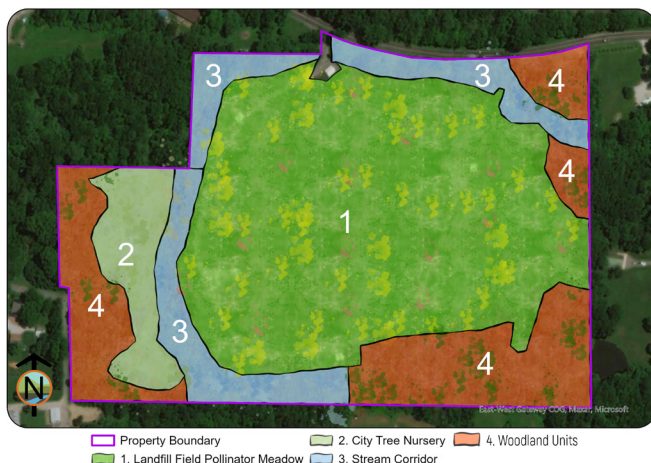 3
3
4
4
1
2
4
3
4
N
East-West Gateway COG, Maxar, Microsoft
Property Boundary
2. City Tree Nursery
4. Woodland Units
1. Landfill Field Pollinator Meadow
3. Stream Corridor